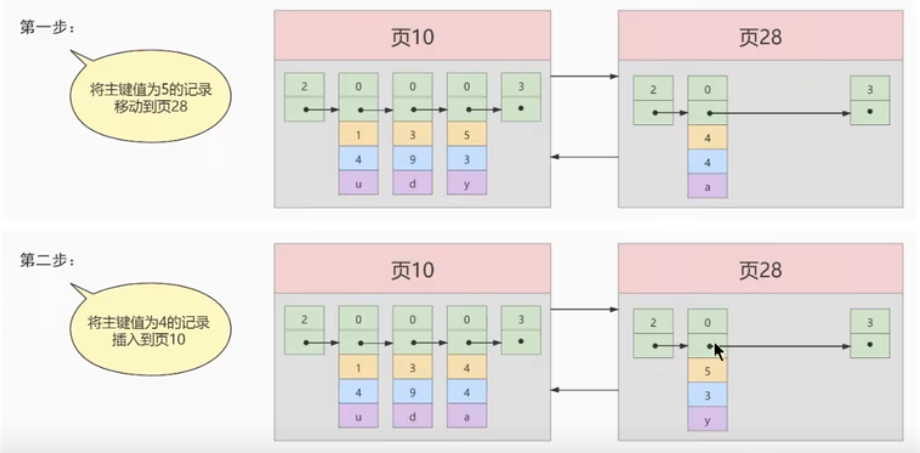 第一步：
将主键值为5的记录
移动到页28
页10
2 0 0 0 3
1 3 5
4 9 3
u d y
页28
2 0 3
4
4
a
第二步：
将主键值为4的记录
插入到页10
页10
2 0 0 0 3
1 3 4
4 9 4
u d a
页28
2 0 3
5
3
y